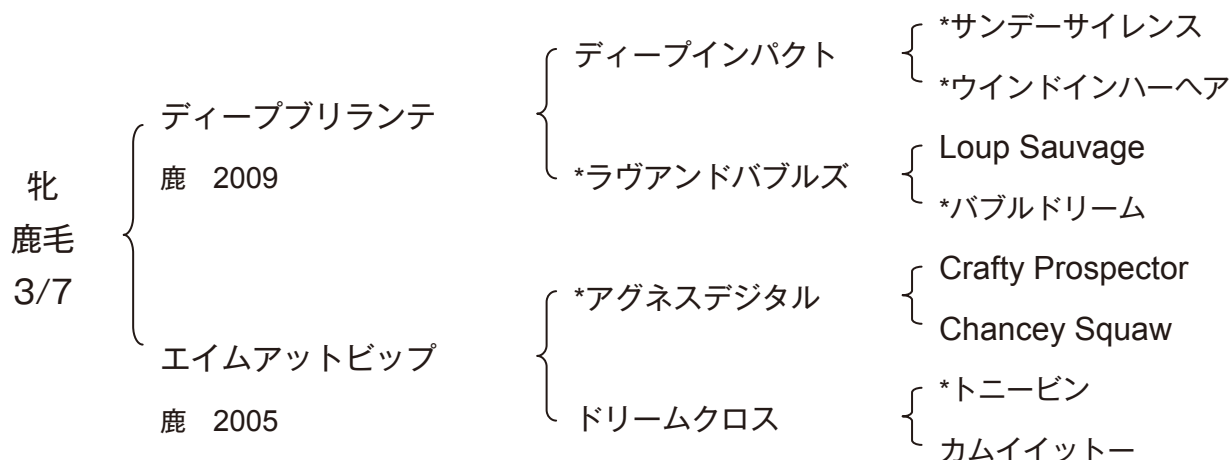 牝
鹿毛
3/7
ディープブリランテ
鹿 2009
エイムアットビップ
鹿 2005
ディープインパクト
*ラヴアンドバブルズ
*アグネスデジタル
ドリームクロス
*サンデーサイレンス
*ウインドインハーヘア
Loup Sauvage
*バブルドリーム
Crafty Prospector
Chancey Squaw
*トニービン
カムイイットー